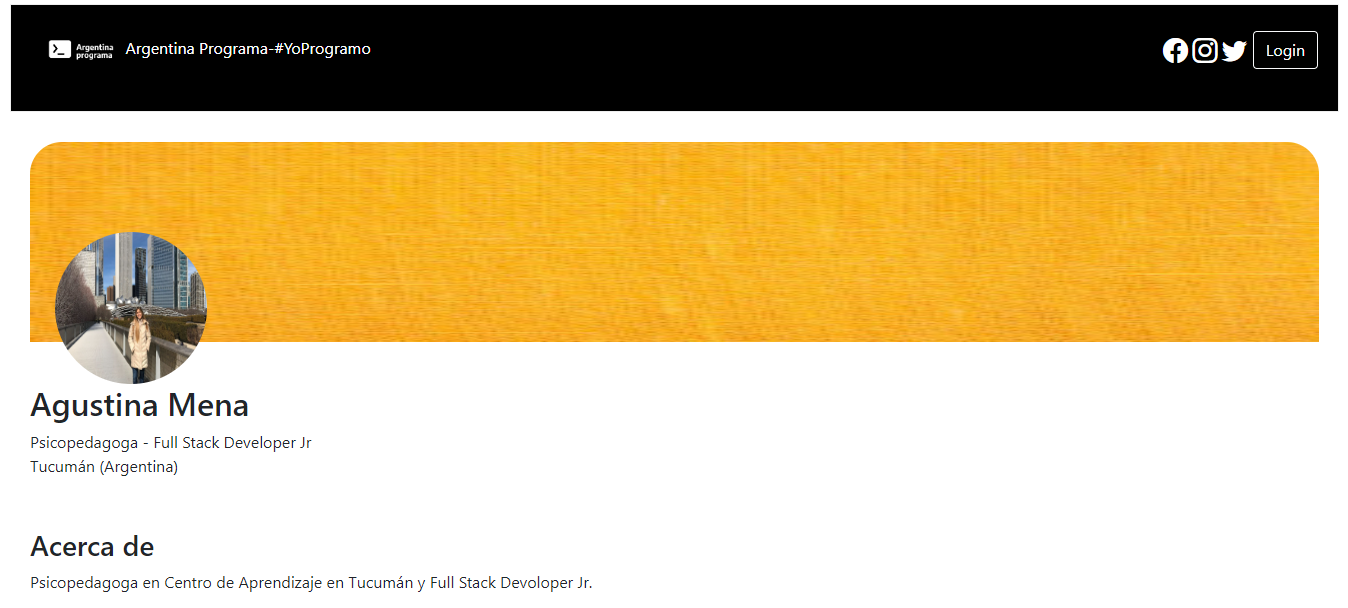 Argentina
programa
Argentina Programa-#YoProgramo
Login
Agustina Mena
Psicopedagoga - Full Stack Developer Jr
Tucumán (Argentina)
Acerca de
Psicopedagoga en Centro de Aprendizaje en Tucumán y Full Stack Devoloper Jr.